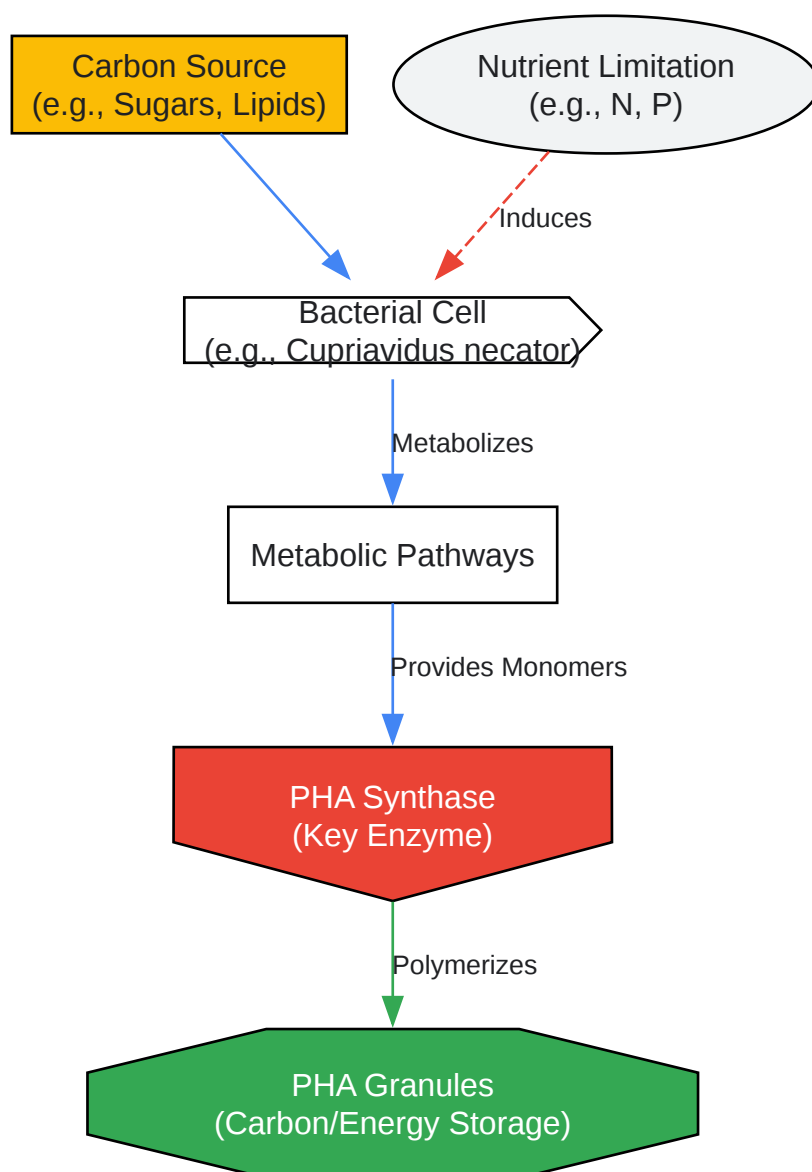 Carbon Source
(e.g., Sugars, Lipids)
Nutrient Limitation
(e.g., N, P)
Induces
Bacterial Cell
(e.g., Cupriavidus necator)
Metabolizes
Metabolic Pathways
Provides Monomers
PHA Synthase
(Key Enzyme)
Polymerizes
PHA Granules
(Carbon/Energy Storage)